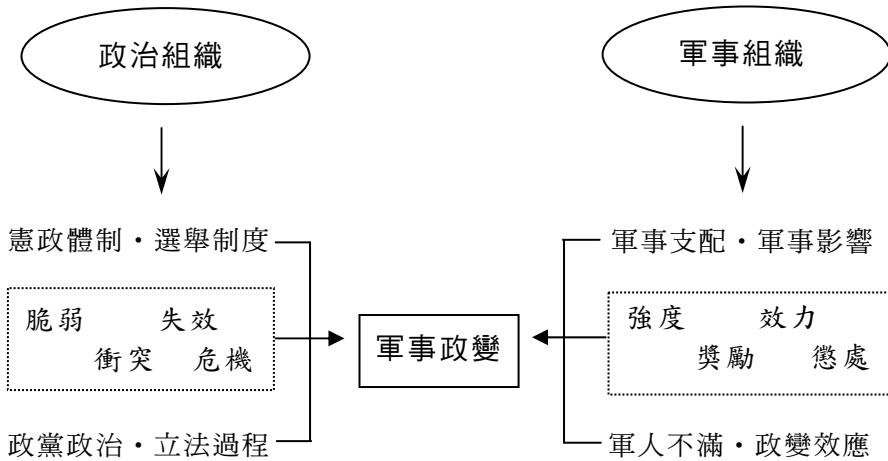 政治組織
軍事組織
憲政體制・選舉制度
軍事支配・軍事影響
脆弱 失效
衝突 危機
軍事政變
強度 效力
獎勵 懲處
政黨政治・立法過程
軍人不滿・政變效應